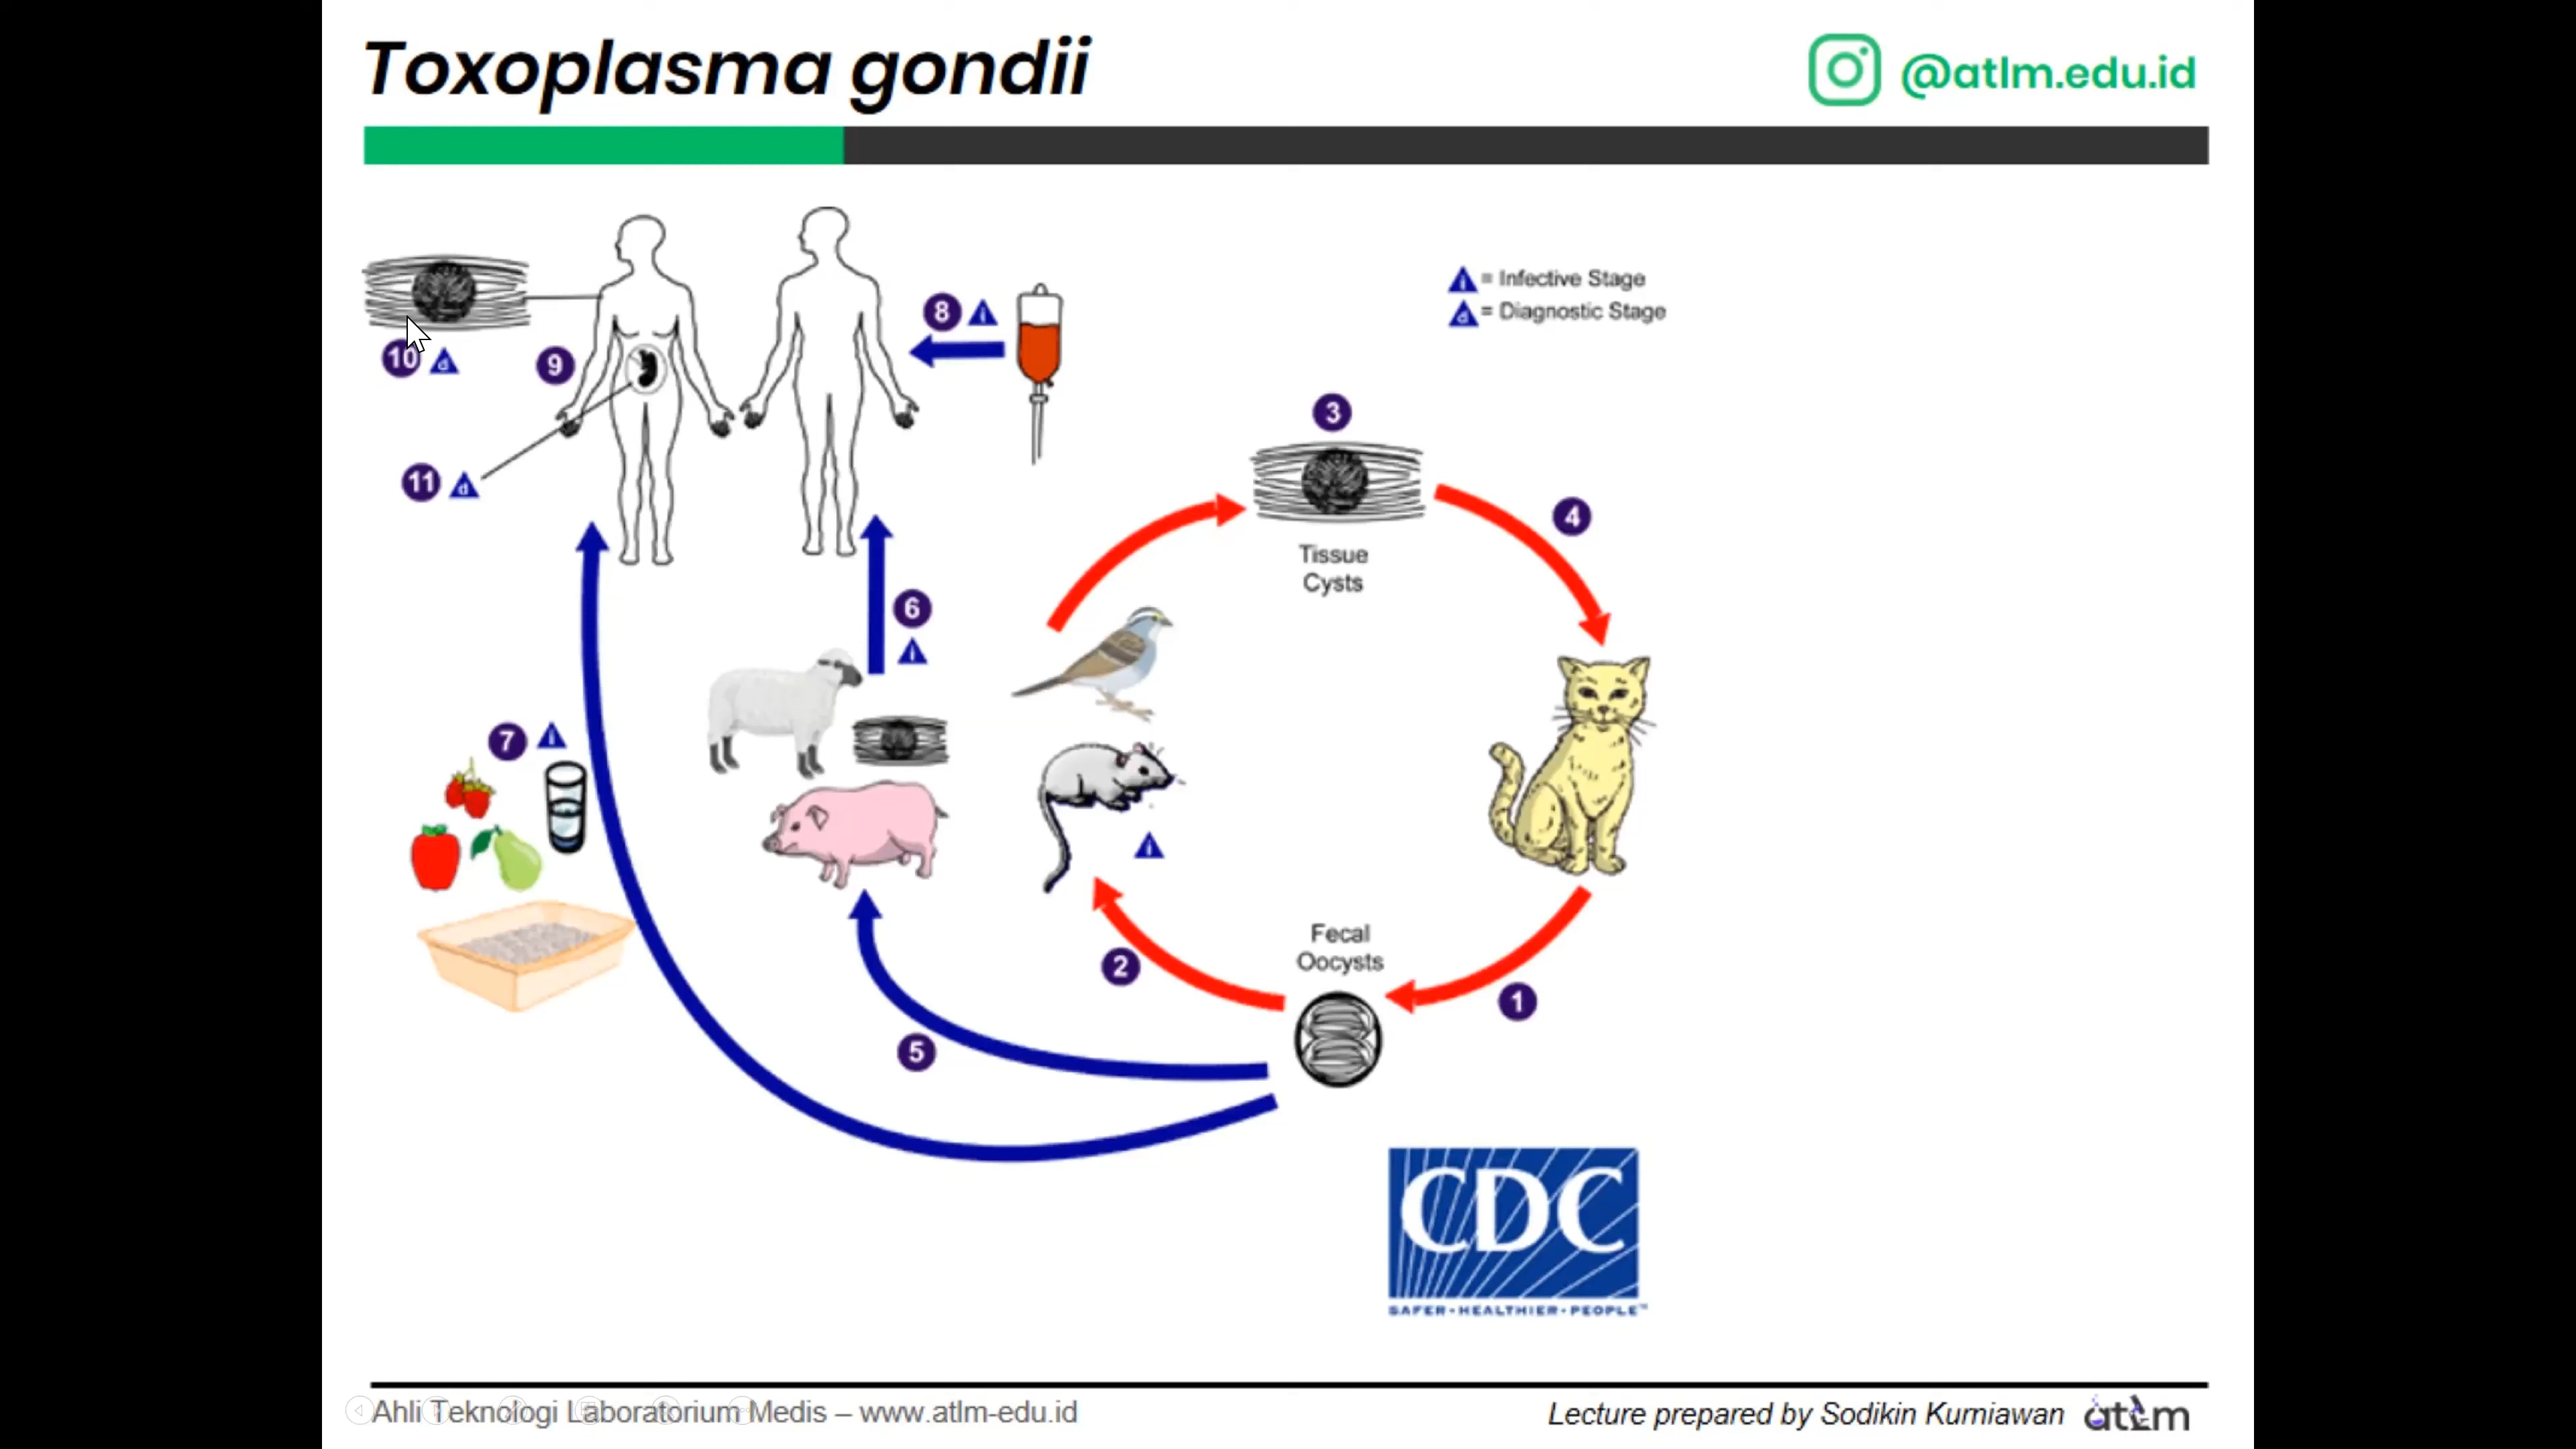 Toxoplasma gondii
@atlm.edu.id
i = Infective Stage
d = Diagnostic Stage
8 i
10 d
9
11 d
3
Tissue
Cysts
4
6
i
7 i
i
Fecal
Oocysts
2
1
5
CDC
SAFER•HEALTHIER•PEOPLE™
Ahli Teknologi Laboratorium Medis – www.atlm-edu.id
Lecture prepared by Sodikin Kurniawan
atlm